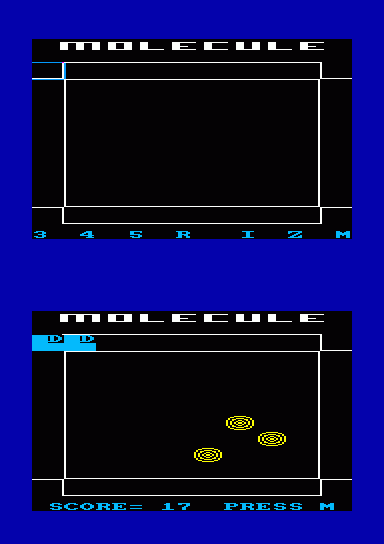 MOLECULE
3 4 5 R I Z M
MOLECULE
D D
SCORE= 17 PRESS M